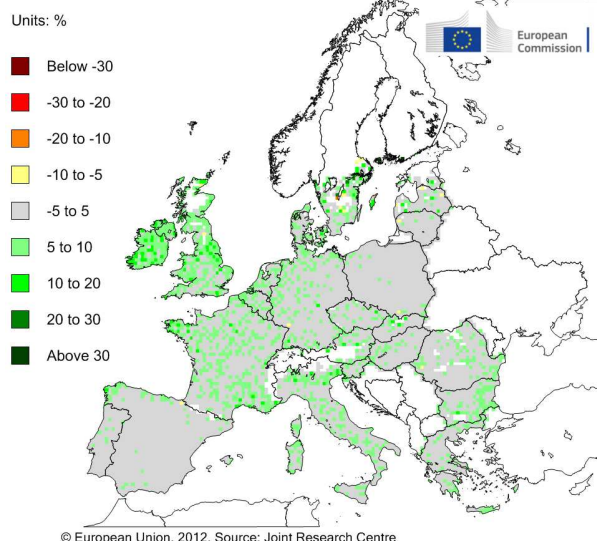 Units: %
European
Commission
Below -30
-30 to -20
-20 to -10
-10 to -5
-5 to 5
5 to 10
10 to 20
20 to 30
Above 30
© European Union, 2012. Source: Joint Research Centre